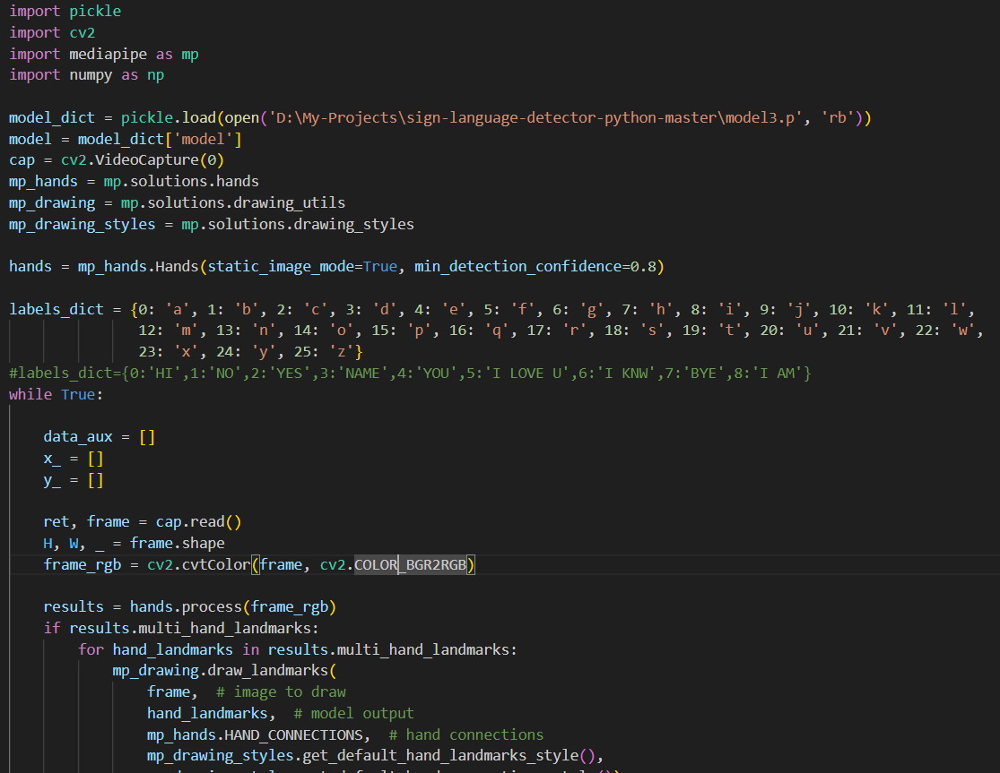 import pickle
import cv2
import mediapipe as mp
import numpy as np
model_dict = pickle.load(open('D:\My-Projects\sign-language-detector-python-master\model3.p', 'rb'))
model = model_dict['model']
cap = cv2.VideoCapture(0)
mp_hands = mp.solutions.hands
mp_drawing = mp.solutions.drawing_utils
mp_drawing_styles = mp.solutions.drawing_styles
hands = mp_hands.Hands(static_image_mode=True, min_detection_confidence=0.8)
labels_dict = {0: 'a', 1: 'b', 2: 'c', 3: 'd', 4: 'e', 5: 'f', 6: 'g', 7: 'h', 8: 'i', 9: 'j', 10: 'k', 11: 'l',
12: 'm', 13: 'n', 14: 'o', 15: 'p', 16: 'q', 17: 'r', 18: 's', 19: 't', 20: 'u', 21: 'v', 22: 'w',
23: 'x', 24: 'y', 25: 'z'}
#labels_dict={0:'HI',1:'NO',2:'YES',3:'NAME',4:'YOU',5:'I LOVE U',6:'I KNW',7:'BYE',8:'I AM'}
while True:
data_aux = []
x_ = []
y_ = []
ret, frame = cap.read()
H, W, _ = frame.shape
frame_rgb = cv2.cvtColor(frame, cv2.COLOR_BGR2RGB)
results = hands.process(frame_rgb)
if results.multi_hand_landmarks:
for hand_landmarks in results.multi_hand_landmarks:
mp_drawing.draw_landmarks(
frame,  # image to draw
hand_landmarks,  # model output
mp_hands.HAND_CONNECTIONS,  # hand connections
mp_drawing_styles.get_default_hand_landmarks_style(),